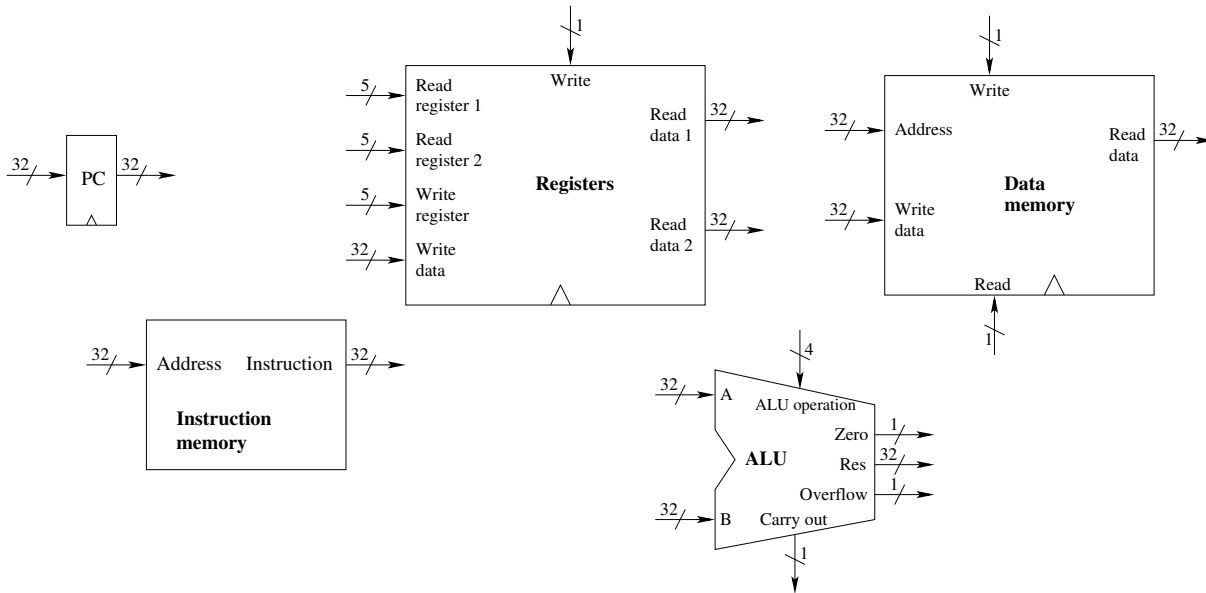 32
PC
32
1
Write
5
Read
register 1
5
Read
register 2
5
Write
register
32
Write
data
Registers
Read
data 1
32
Read
data 2
32
1
Write
32
Address
32
Write
data
Data
memory
Read
data
32
Read
1
32
Address
Instruction
32
Instruction
memory
4
ALU operation
32
A
32
B
ALU
Zero
1
Res
32
Overflow
1
Carry out
1